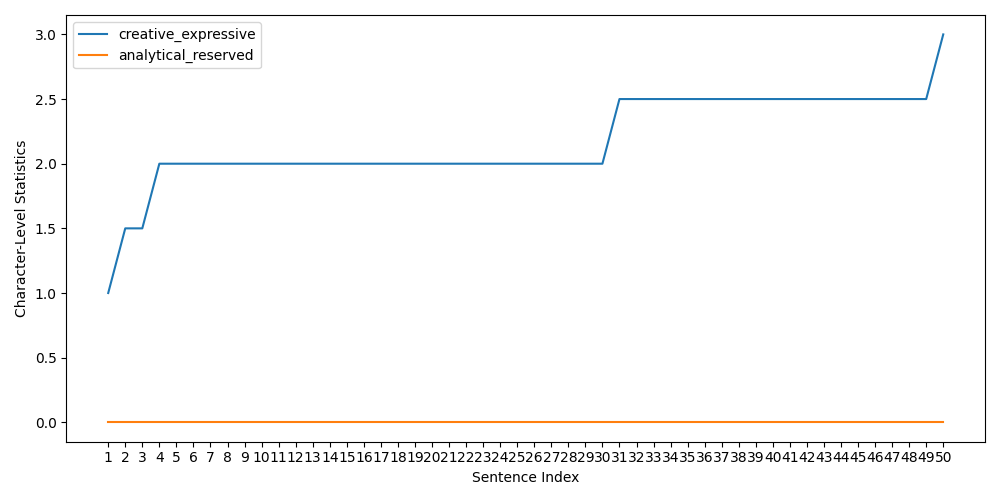 creative_expressive
analytical_reserved
3.0
2.5
2.0
1.5
1.0
0.5
0.0
Character-Level Statistics
1 2 3 4 5 6 7 8 9 10 11 12 13 14 15 16 17 18 19 20 21 22 23 24 25 26 27 28 29 30 31 32 33 34 35 36 37 38 39 40 41 42 43 44 45 46 47 48 49 50
Sentence Index